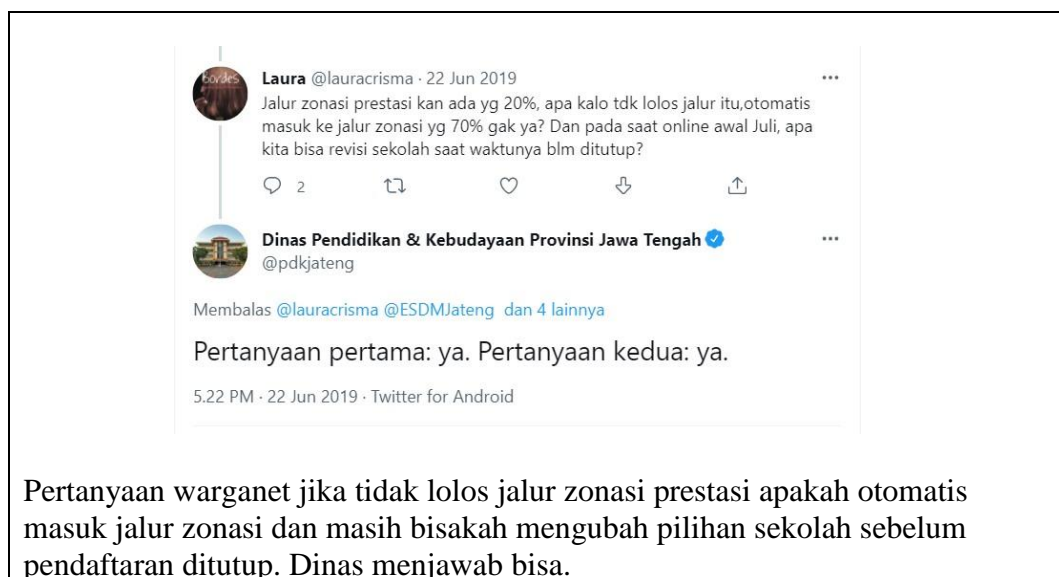 Bordes
Laura @lauracrisma · 22 Jun 2019
Jalur zonasi prestasi kan ada yg 20%, apa kalo tdk lolos jalur itu,otomatis
masuk ke jalur zonasi yg 70% gak ya? Dan pada saat online awal Juli, apa
kita bisa revisi sekolah saat waktunya blm ditutup?
2
Dinas Pendidikan & Kebudayaan Provinsi Jawa Tengah
@pdkjateng
Membalas @lauracrisma @ESDMJateng dan 4 lainnya
Pertanyaan pertama: ya. Pertanyaan kedua: ya.
5.22 PM · 22 Jun 2019 · Twitter for Android
Pertanyaan warganet jika tidak lolos jalur zonasi prestasi apakah otomatis
masuk jalur zonasi dan masih bisakah mengubah pilihan sekolah sebelum
pendaftaran ditutup. Dinas menjawab bisa.